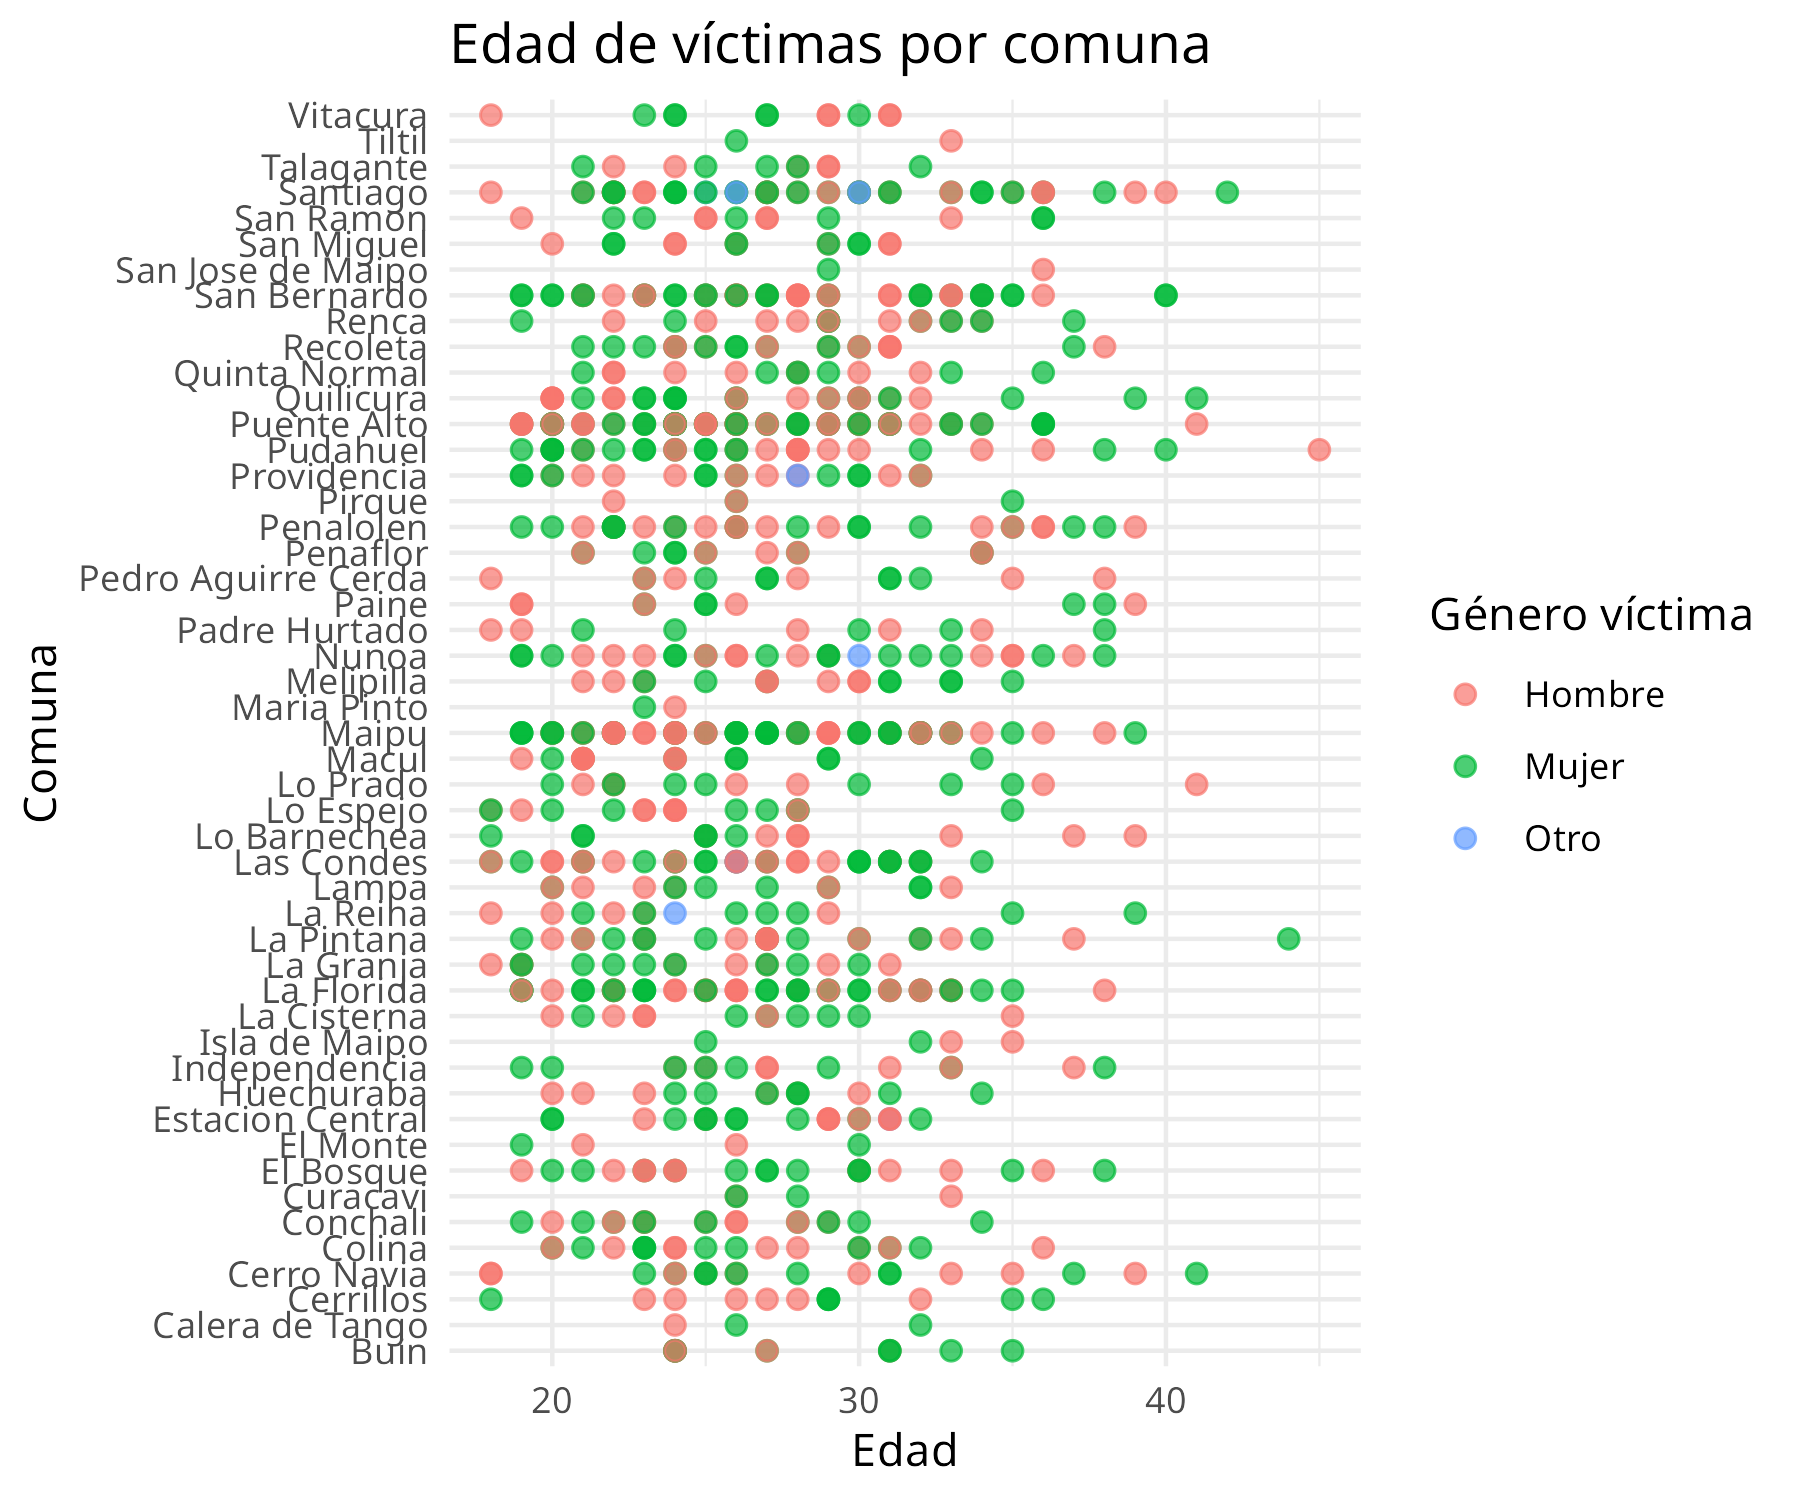 Edad de víctimas por comuna
Vitacura
Tiltil
Talagante
Santiago
San Ramon
San Miguel
San Jose de Maipo
San Bernardo
Renca
Recoleta
Quinta Normal
Quilicura
Puente Alto
Pudahuel
Providencia
Pirque
Penalolen
Penaflor
Pedro Aguirre Cerda
Paine
Padre Hurtado
Nunoa
Melipilla
Maria Pinto
Maipu
Macul
Lo Prado
Lo Espejo
Lo Barnechea
Las Condes
Lampa
La Reina
La Pintana
La Granja
La Florida
La Cisterna
Isla de Maipo
Independencia
Huechuraba
Estacion Central
El Monte
El Bosque
Curacavi
Conchali
Colina
Cerro Navia
Cerrillos
Calera de Tango
Buin
20 30 40
Edad
Comuna
Género víctima
Hombre
Mujer
Otro